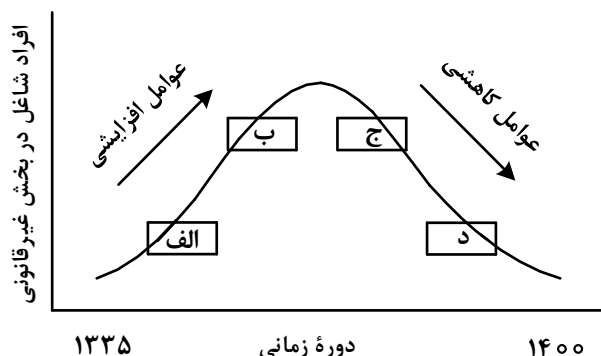 افراد شاغل در بخش غیرقانونی
عوامل افزایشی
عوامل کاهشی
ب
ج
الف
د
۱۳۳۵
دورهٔ زمانی
۱۴۰۰